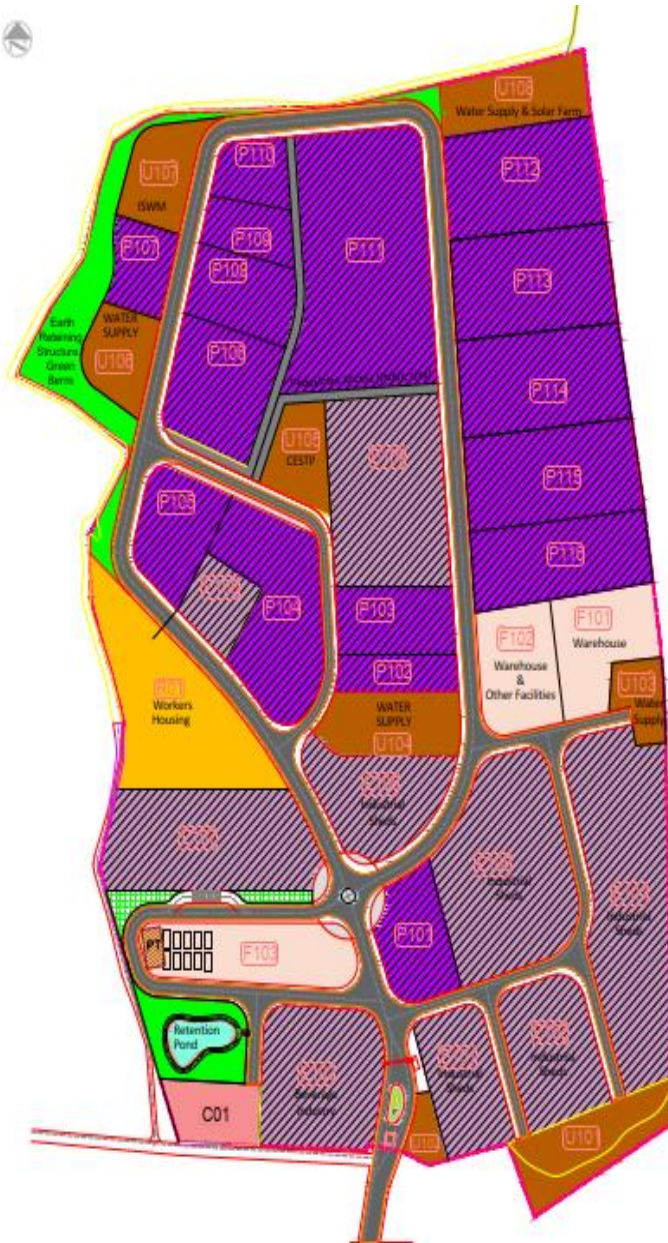 U108
Water Supply & Solar Farm
P110
P112
U107
ISWM
P109
P107
P111
P108
P113
Earth
Retaining
Structure,
Green
Berm
WATER
SUPPLY
U106
P106
P114
U105
CESTP
P115
P105
P116
P104
P103
F101
Warehouse
F102
Warehouse
&
Other Facilities
P102
U103
Water
Supply
R01
Workers
Housing
WATER
SUPPLY
U104
Industrial
Sheds
Industrial
Sheds
Industrial
Sheds
P101
PT
F103
Retention
Pond
Industrial
Sheds
Industrial
Sheds
Beverage
Industry
C01
U101